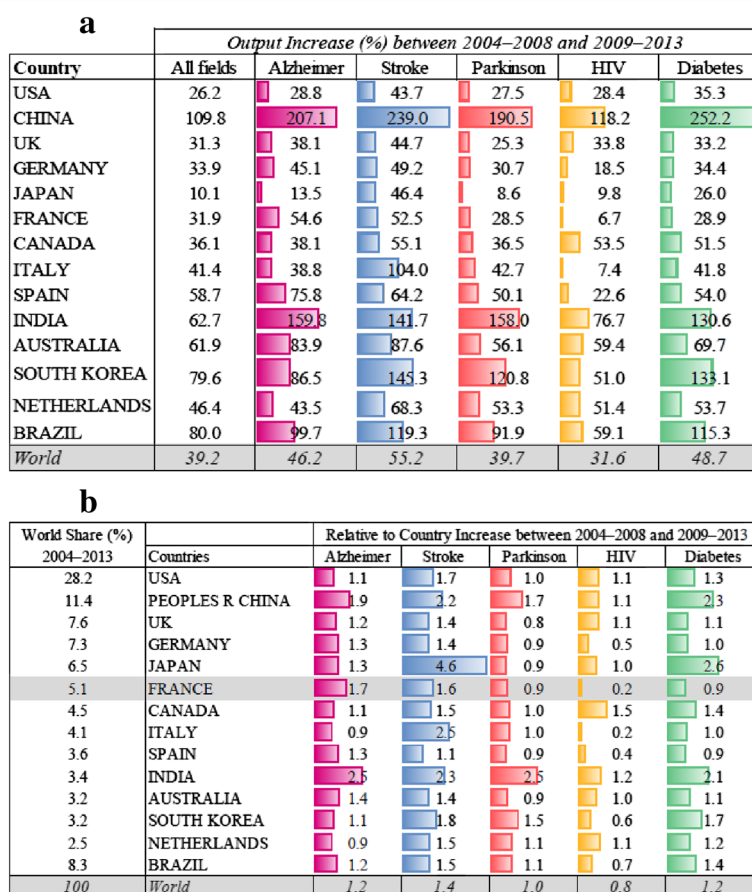 a
Output Increase (%) between 2004–2008 and 2009–2013
Country All fields Alzheimer Stroke Parkinson HIV Diabetes
USA 26.2 28.8 43.7 27.5 28.4 35.3
CHINA 109.8 207.1 239.0 190.5 118.2 252.2
UK 31.3 38.1 44.7 25.3 33.8 33.2
GERMANY 33.9 45.1 49.2 30.7 18.5 34.4
JAPAN 10.1 13.5 46.4 8.6 9.8 26.0
FRANCE 31.9 54.6 52.5 28.5 6.7 28.9
CANADA 36.1 38.1 55.1 36.5 53.5 51.5
ITALY 41.4 38.8 104.0 42.7 7.4 41.8
SPAIN 58.7 75.8 64.2 50.1 22.6 54.0
INDIA 62.7 159.8 141.7 158.0 76.7 130.6
AUSTRALIA 61.9 83.9 87.6 56.1 59.4 69.7
SOUTH KOREA 79.6 86.5 145.3 120.8 51.0 133.1
NETHERLANDS 46.4 43.5 68.3 53.3 51.4 53.7
BRAZIL 80.0 99.7 119.3 91.9 59.1 115.3
World 39.2 46.2 55.2 39.7 31.6 48.7
b
World Share (%) Relative to Country Increase between 2004–2008 and 2009–2013
2004–2013 Countries Alzheimer Stroke Parkinson HIV Diabetes
28.2 USA 1.1 1.7 1.0 1.1 1.3
11.4 PEOPLES R CHINA 1.9 2.2 1.7 1.1 2.3
7.6 UK 1.2 1.4 0.8 1.1 1.1
7.3 GERMANY 1.3 1.4 0.9 0.5 1.0
6.5 JAPAN 1.3 4.6 0.9 1.0 2.6
5.1 FRANCE 1.7 1.6 0.9 0.2 0.9
4.5 CANADA 1.1 1.5 1.0 1.5 1.4
4.1 ITALY 0.9 2.5 1.0 0.2 1.0
3.6 SPAIN 1.3 1.1 0.9 0.4 0.9
3.4 INDIA 2.5 2.3 2.5 1.2 2.1
3.2 AUSTRALIA 1.4 1.4 0.9 1.0 1.1
3.2 SOUTH KOREA 1.1 1.8 1.5 0.6 1.7
2.5 NETHERLANDS 0.9 1.5 1.1 1.1 1.2
8.3 BRAZIL 1.2 1.5 1.1 0.7 1.4
100 World 1.2 1.4 1.0 0.8 1.2